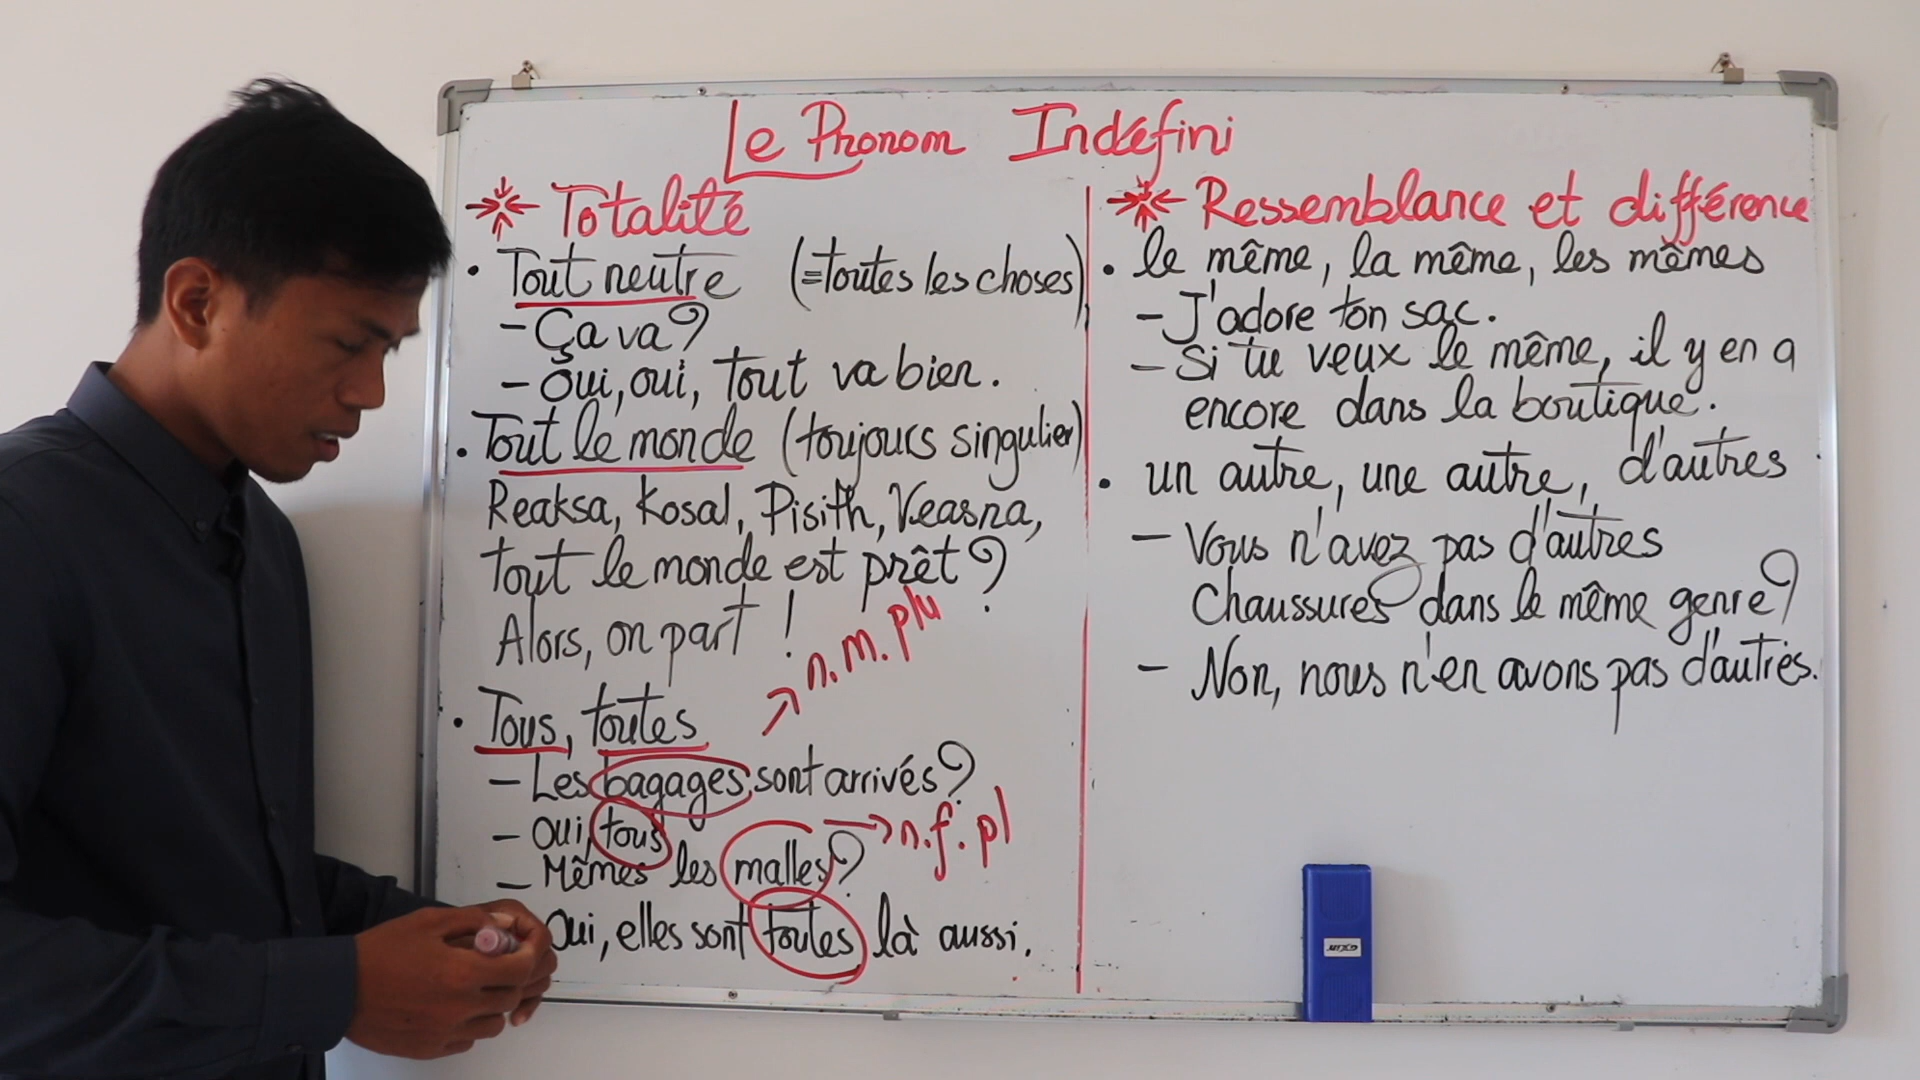 Le Pronom Indéfini
Totalité
• Tout neutre (=toutes les choses)
- Ça va?
- Oui, oui, tout va bien.
• Tout le monde (toujours singulier)
Reaksa, Kosal, Pisith, Veasna,
tout le monde est prêt?
Alors, on part !
→ n.m.plu
• Tous, toutes
- Les bagages sont arrivés?
- Oui, tous
→ n.f.pl
- Mêmes les malles?
Oui, elles sont toutes là aussi.
Ressemblance et différence
• le même, la même, les mêmes
- J'adore ton sac.
- Si tu veux le même, il y en a
encore dans la boutique.
• un autre, une autre, d'autres
- Vous n'avez pas d'autres
chaussures dans le même genre?
- Non, nous n'en avons pas d'autres.